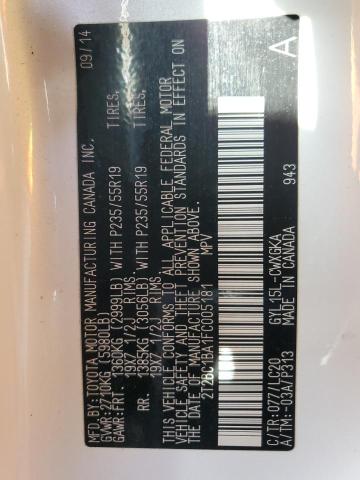 MFD.BY:TOYOTA MOTOR MANUFACTURING CANADA INC. 09/14
GVWR:2710KG (5980LB)
GAWR:FRT. 1360KG (2999LB) WITH P235/55R19 TIRES,
19X7 1/2J RIMS.
RR. 1385KG (3056LB) WITH P235/55R19 TIRES,
19X7 1/2J RIMS.
THIS VEHICLE CONFORMS TO ALL APPLICABLE FEDERAL MOTOR
VEHICLE SAFETY AND THEFT PREVENTION STANDARDS IN EFFECT
ON THE DATE OF MANUFACTURE SHOWN ABOVE.
2T2BC1BA1FC005181 MPV A
C/TR:077/LC20 GYL15L-CWXGKA
A/TM:-03A/P313 MADE IN CANADA 943